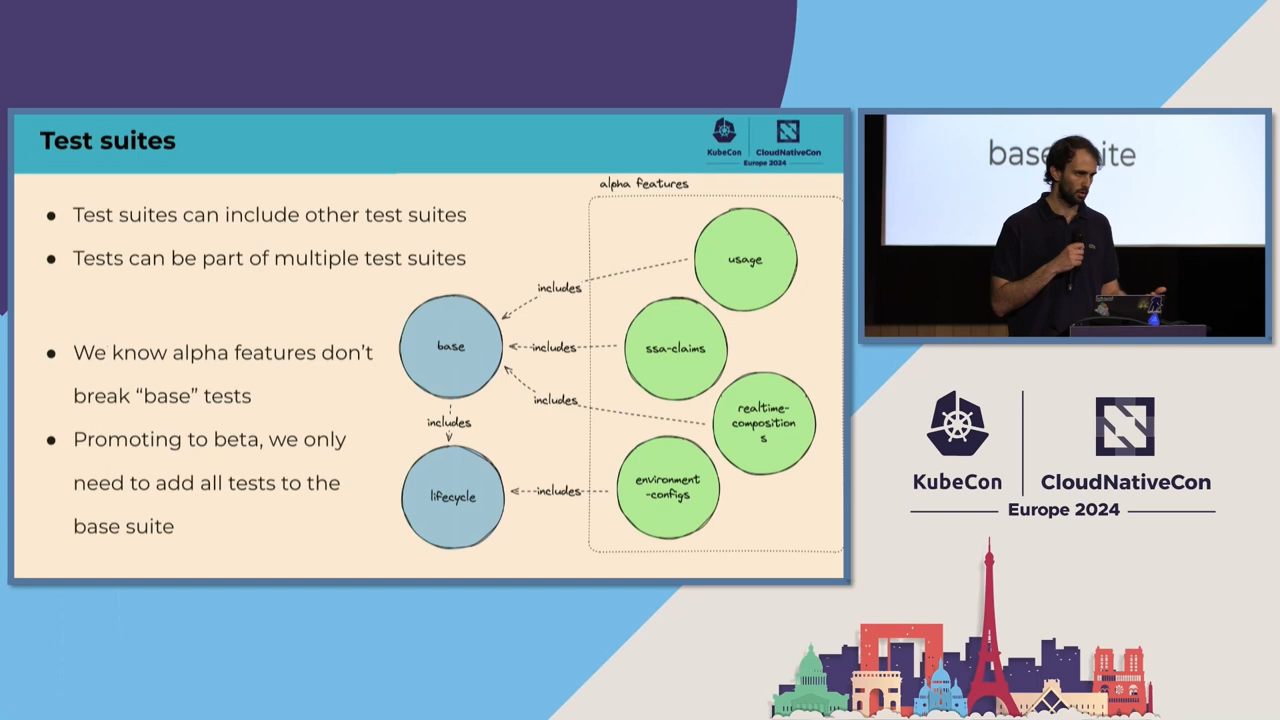 Test suites
KubeCon
CloudNativeCon
Europe 2024
● Test suites can include other test suites
● Tests can be part of multiple test suites
● We know alpha features don’t
break “base” tests
● Promoting to beta, we only
need to add all tests to the
base suite
alpha features
usage
includes
base
includes
ssa-claims
includes
realtime-
composition
s
includes
lifecycle
includes
environment
-configs
base
ite
KubeCon
CloudNativeCon
Europe 2024